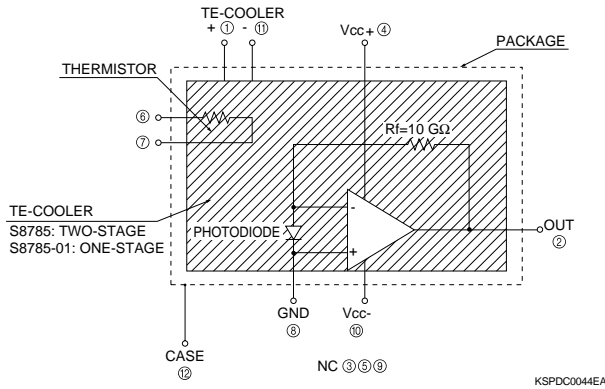 TE-COOLER
+ ① - ⑪
Vcc+ ④
PACKAGE
THERMISTOR
⑥
⑦
Rf=10 GΩ
TE-COOLER
S8785: TWO-STAGE
S8785-01: ONE-STAGE
PHOTODIODE
-
+
OUT
②
GND
⑧
Vcc-
⑩
CASE
⑫
NC ③⑤⑨
KSPDC0044EA